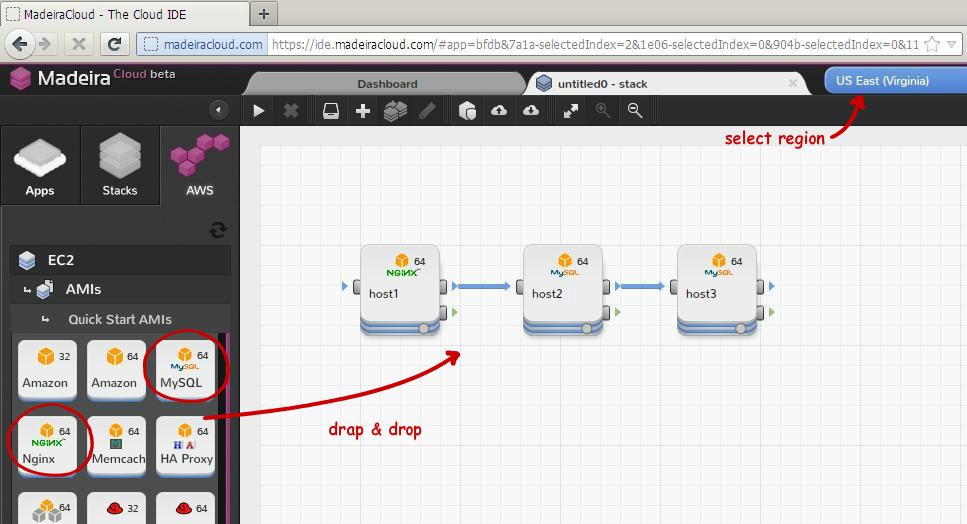 MadeiraCloud - The Cloud IDE
madeiracloud.com https://ide.madeiracloud.com/#app=bfdb&7a1a-selectedIndex=2&1e06-selectedIndex=0&904b-selectedIndex=0&11
Madeira Cloud beta
Dashboard
untitled0 - stack
US East (Virginia)
select region
Apps
Stacks
AWS
EC2
AMIs
Quick Start AMIs
32
Amazon
64
Amazon
64
MySQL
MySQL
64
NGINX
Nginx
64
M
Memcach
64
HA
HA Proxy
64
32
64
64
NGINX
host1
64
MySQL
host2
64
MySQL
host3
drap & drop